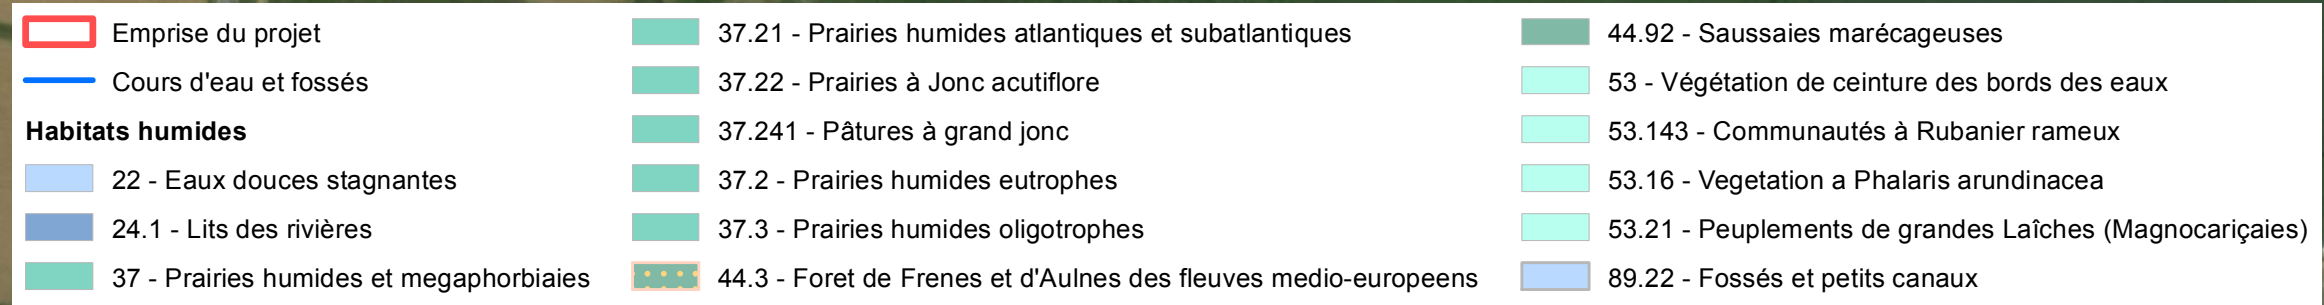 Emprise du projet
Cours d'eau et fossés
Habitats humides
22 - Eaux douces stagnantes
24.1 - Lits des rivières
37 - Prairies humides et megaphorbiaies
37.21 - Prairies humides atlantiques et subatlantiques
37.22 - Prairies à Jonc acutiflore
37.241 - Pâtures à grand jonc
37.2 - Prairies humides eutrophes
37.3 - Prairies humides oligotrophes
44.3 - Foret de Frenes et d'Aulnes des fleuves medio-europeens
44.92 - Saussaies marécageuses
53 - Végétation de ceinture des bords des eaux
53.143 - Communautés à Rubanier rameux
53.16 - Vegetation a Phalaris arundinacea
53.21 - Peuplements de grandes Laîches (Magnocariçaies)
89.22 - Fossés et petits canaux